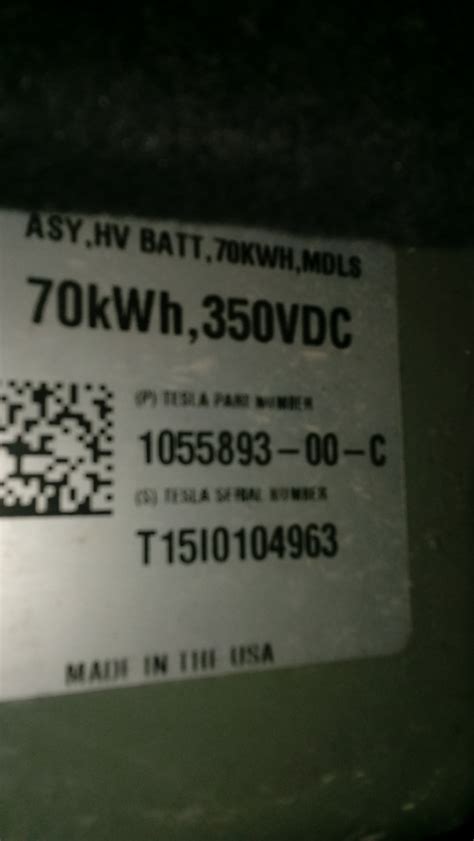 ASY,HV BATT,70KWH,MDLS
70kWh,350VDC
(P) TESLA PART NUMBER
1055893-00-C
(S) TESLA SERIAL NUMBER
T15I0104963
MADE IN THE USA